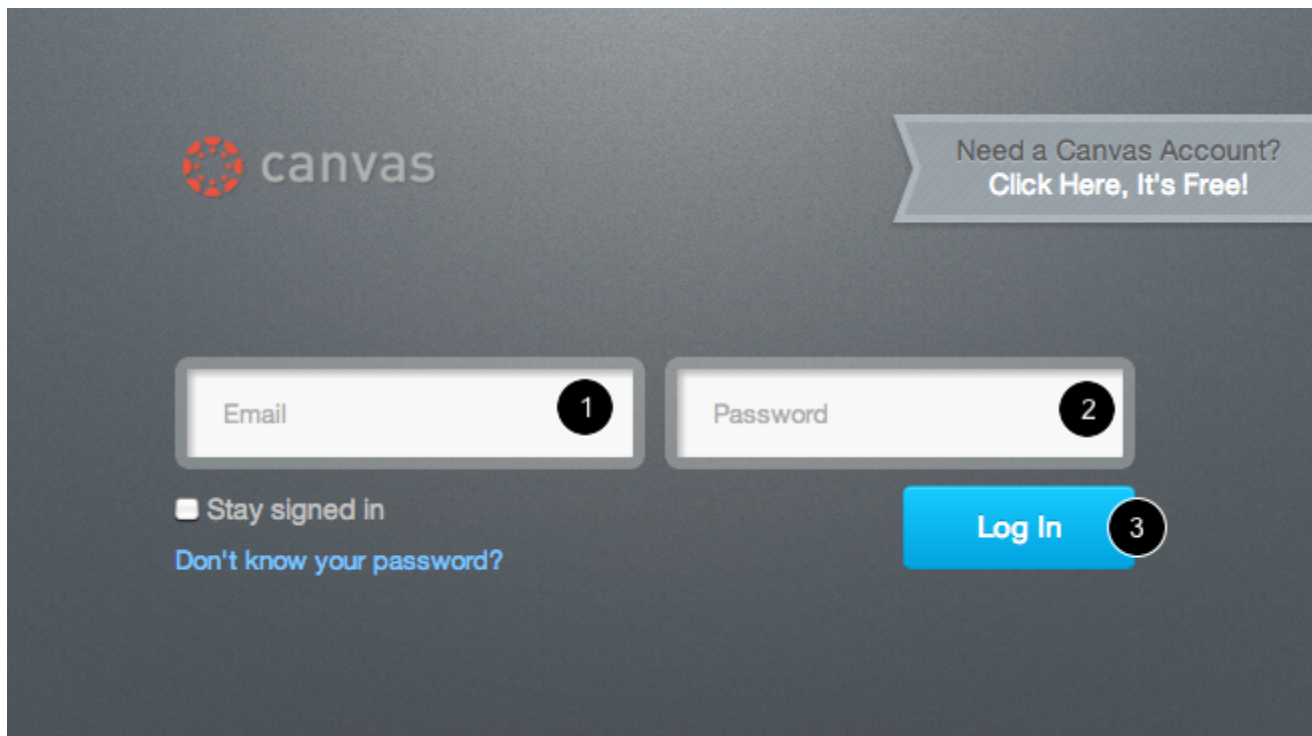 canvas
Need a Canvas Account?
Click Here, It's Free!
Email 1
Password 2
Stay signed in
Log In 3
Don't know your password?